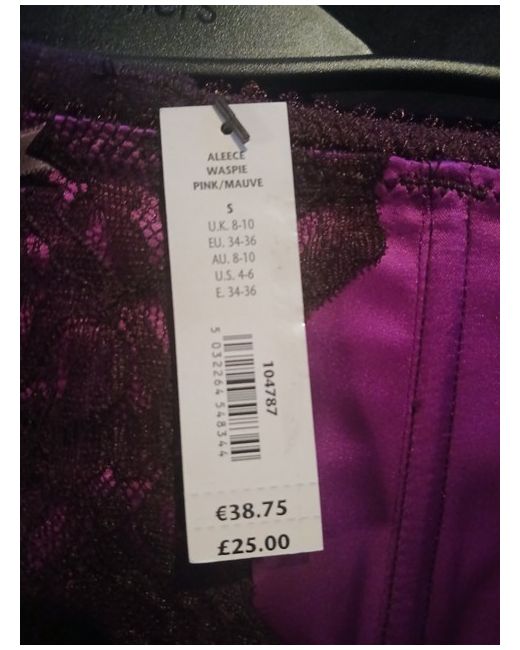 ALEECE
WASPIE
PINK/MAUVE
S
U.K. 8-10
EU. 34-36
AU. 8-10
U.S. 4-6
E. 34-36
5 032264 548344
104787
€38.75
£25.00